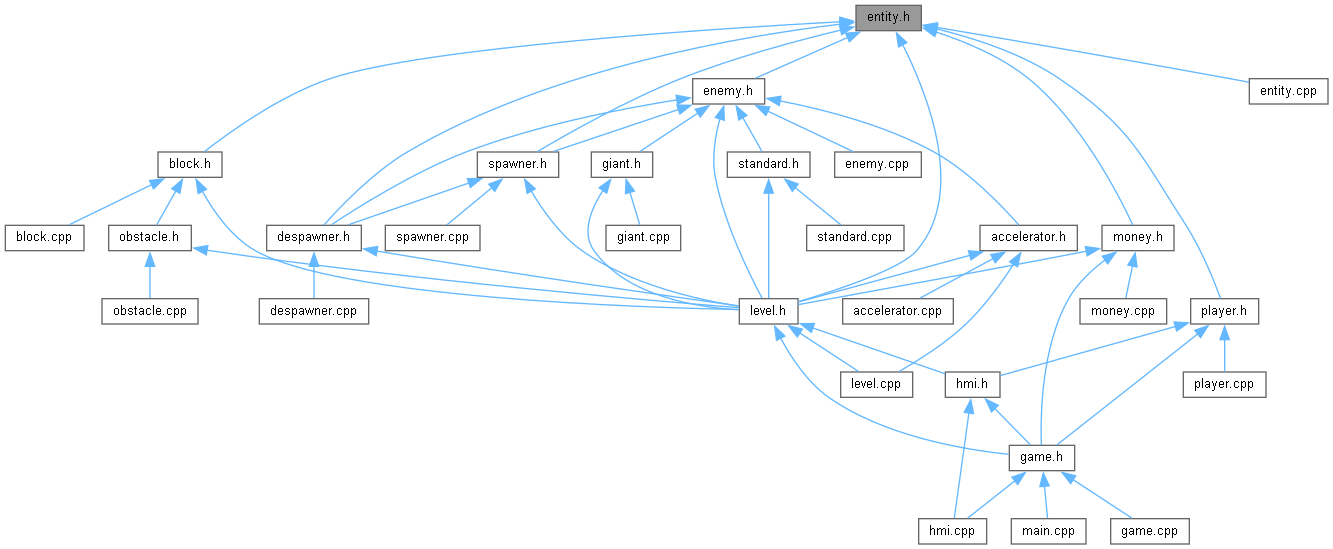 entity.h
enemy.h
entity.cpp
block.h
spawner.h
giant.h
standard.h
enemy.cpp
block.cpp
obstacle.h
despawner.h
spawner.cpp
giant.cpp
standard.cpp
accelerator.h
money.h
obstacle.cpp
despawner.cpp
level.h
accelerator.cpp
money.cpp
player.h
level.cpp
hmi.h
player.cpp
game.h
hmi.cpp
main.cpp
game.cpp